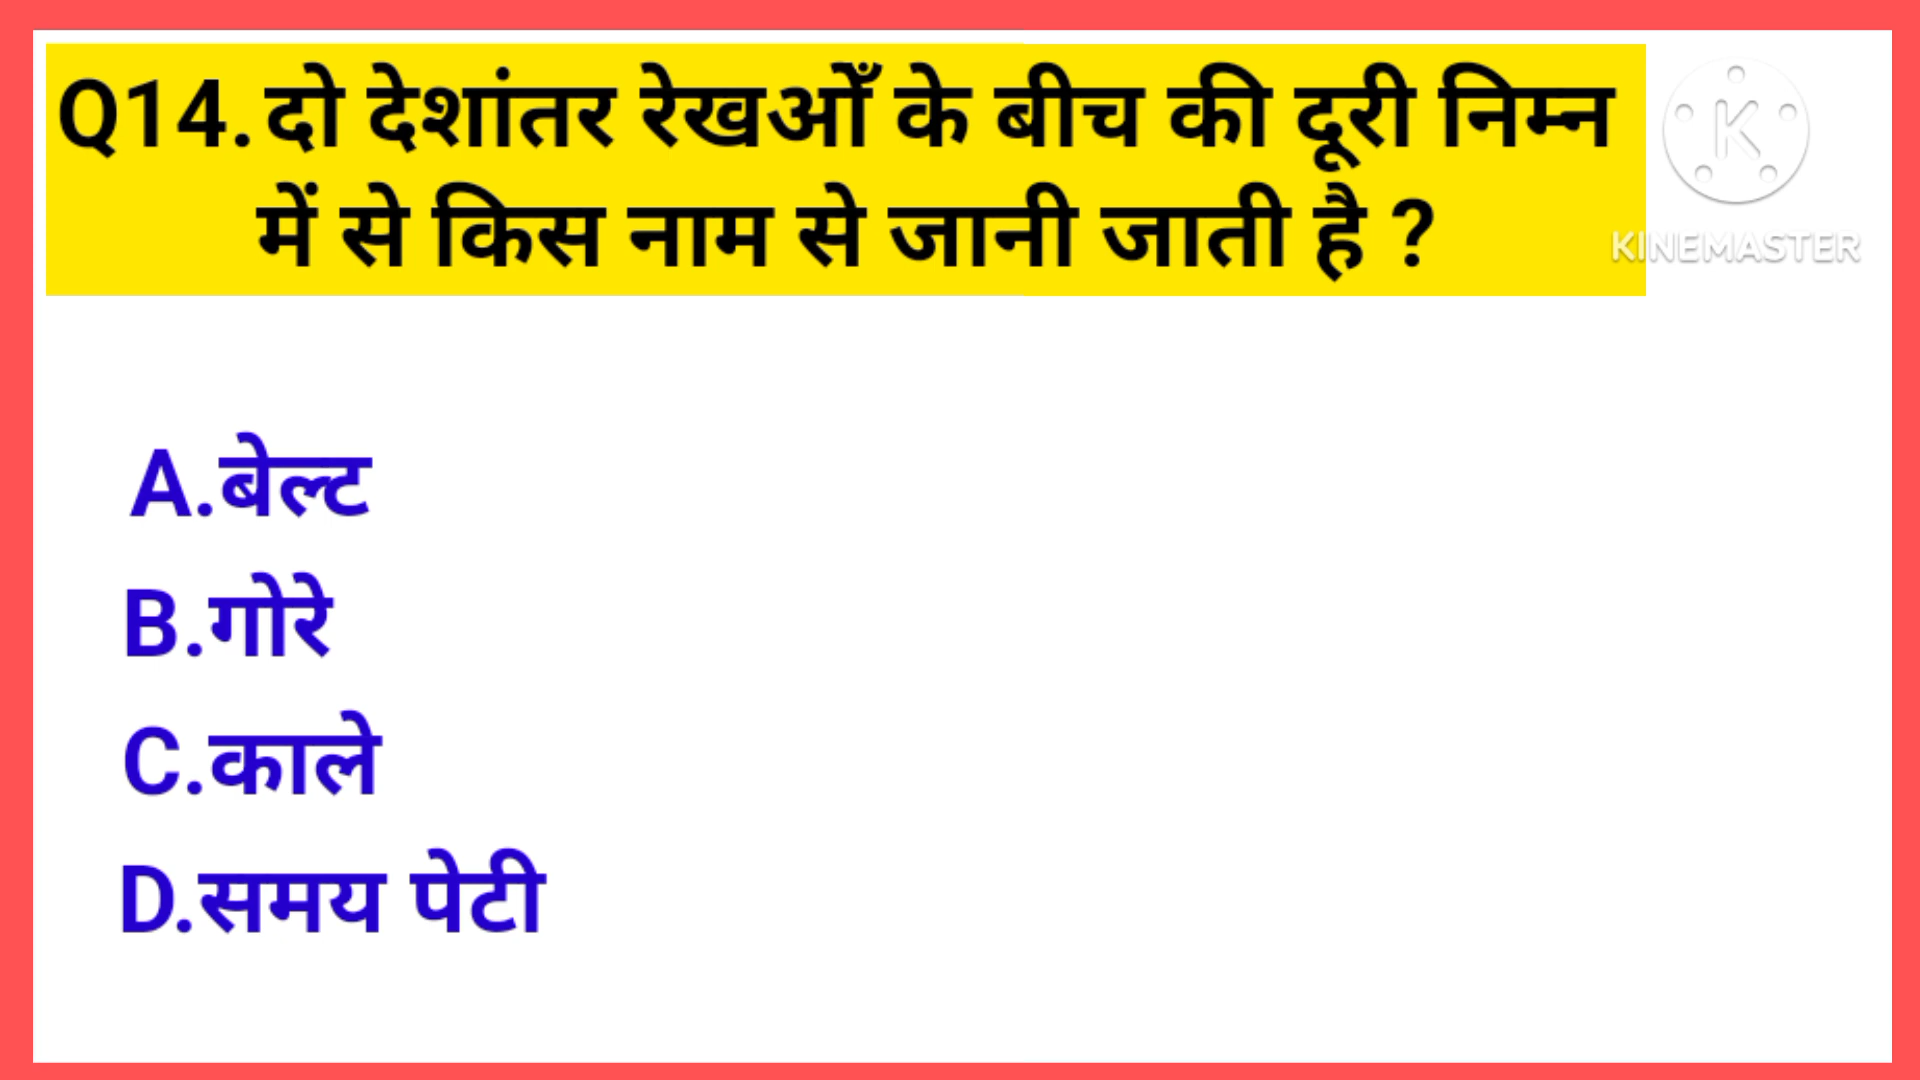 Q14.दो देशांतर रेखओँ के बीच की दूरी निम्न
में से किस नाम से जानी जाती है ?
K
KINEMASTER
A.बेल्ट
B.गोरे
C.काले
D.समय पेटी